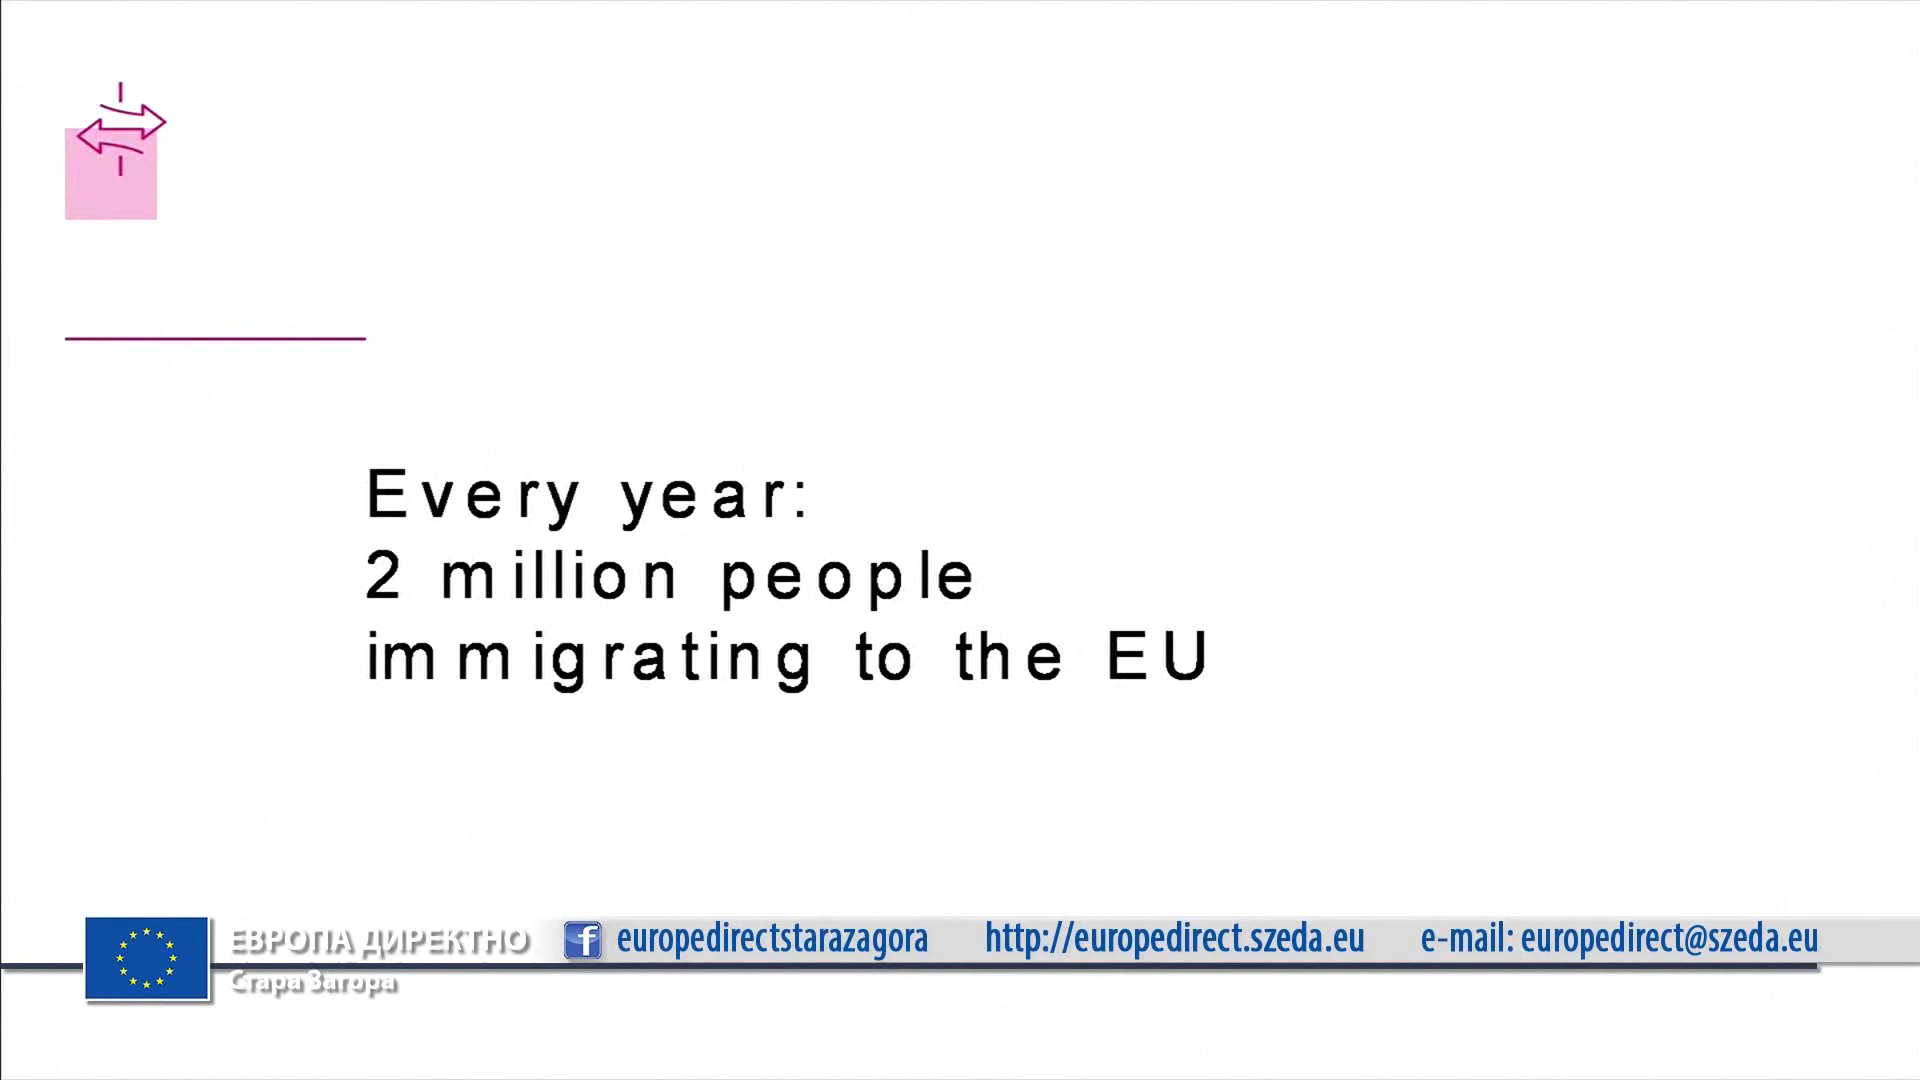 Every year:
2 million people
immigrating to the EU
ЕВРОПА ДИРЕКТНО
Стара Загора
europedirectstarazagora
http://europedirect.szeda.eu
e-mail: europedirect@szeda.eu